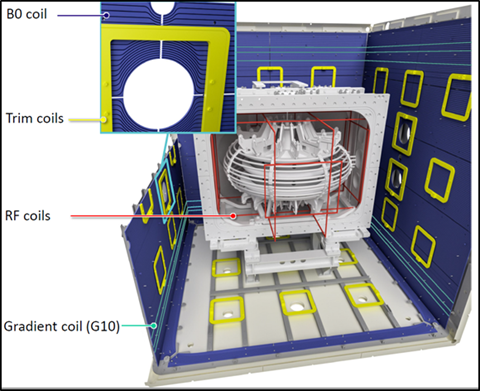 B0 coil
Trim coils
RF coils
Gradient coil (G10)